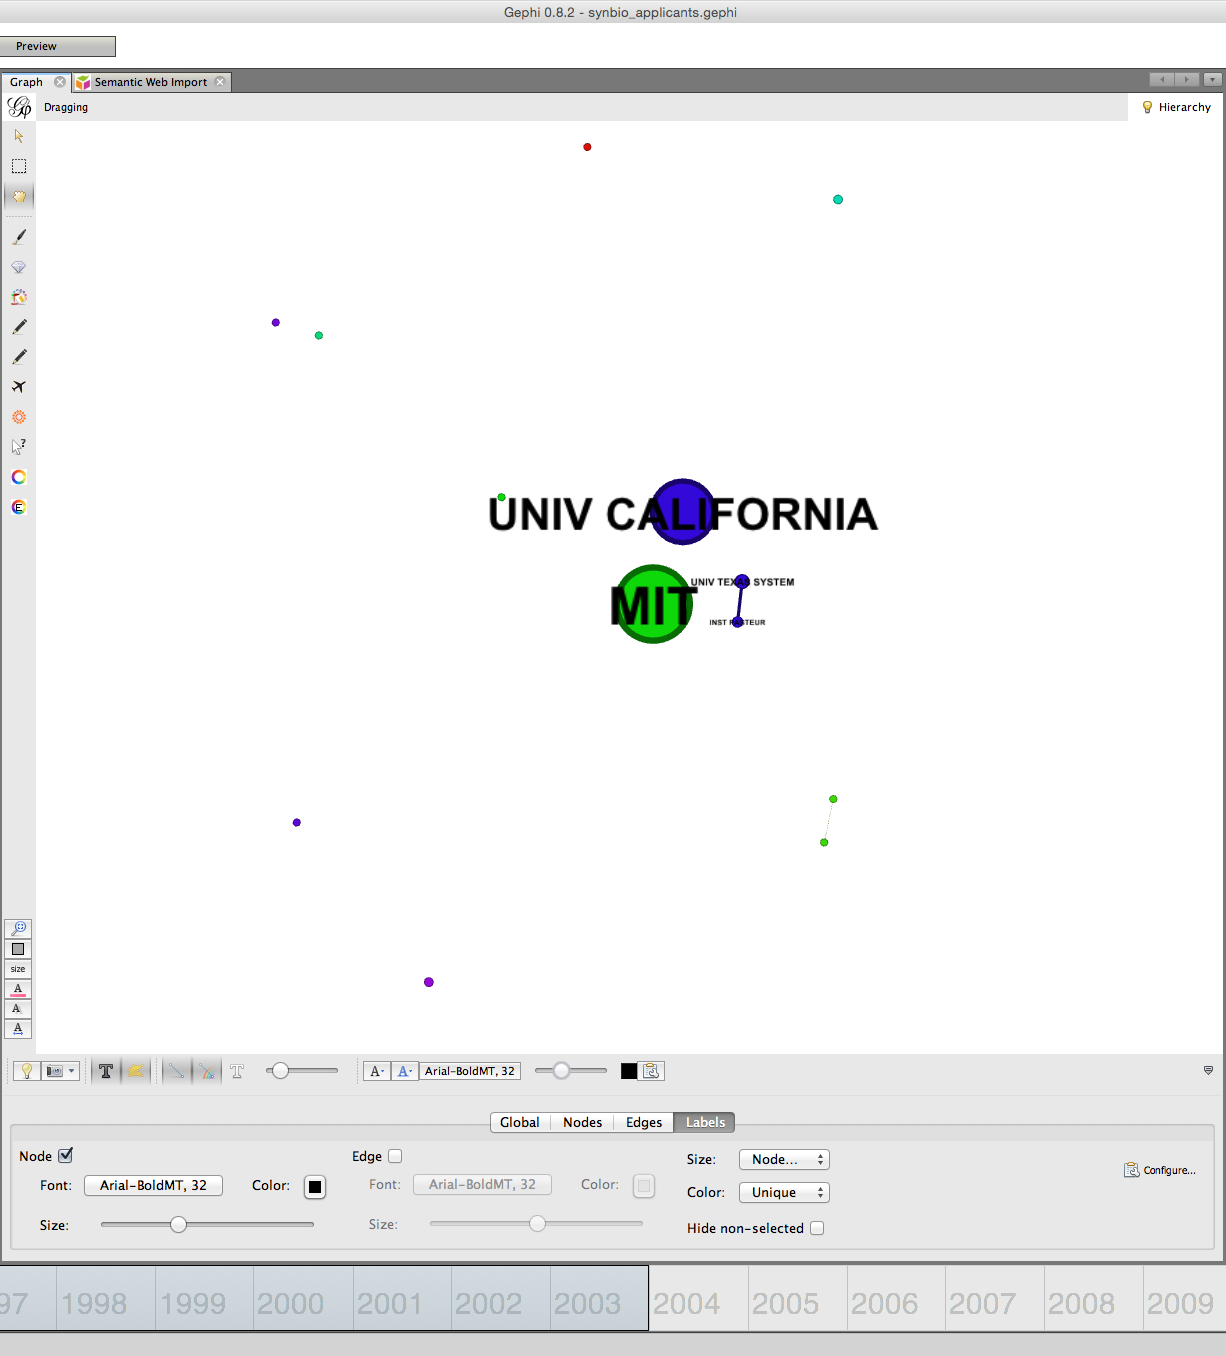 Gephi 0.8.2 - synbio_applicants.gephi
Preview
Graph Semantic Web Import
Dragging Hierarchy
UNIV CALIFORNIA
UNIV TEXAS SYSTEM
MIT
INST PASTEUR
size
A
A
A
T T A A Arial-BoldMT, 32
Global Nodes Edges Labels
Node Edge Size: Node...
Font: Arial-BoldMT, 32 Color: Font: Arial-BoldMT, 32 Color: Color: Unique Configure...
Size: Size: Hide non-selected
97 1998 1999 2000 2001 2002 2003 2004 2005 2006 2007 2008 2009